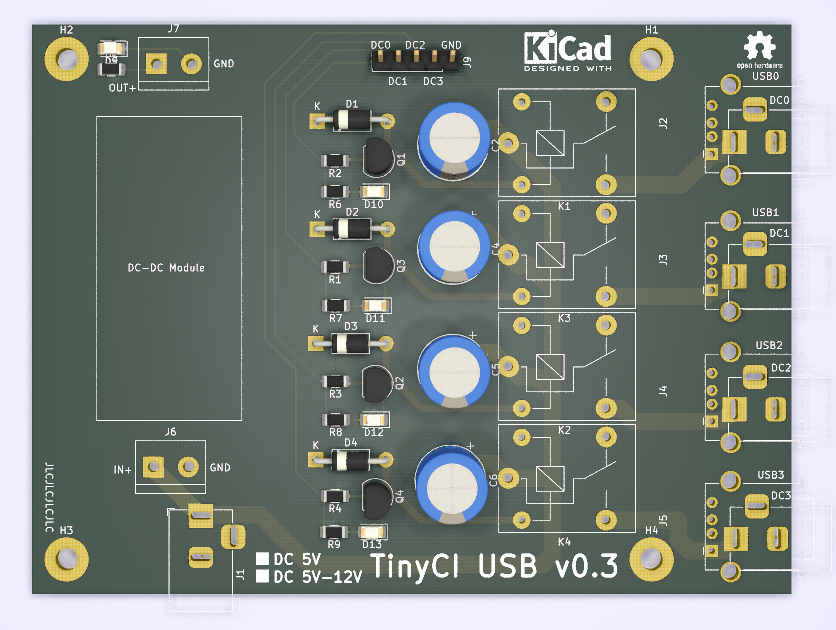 H2
J7
H1
KiCad
DESIGNED WITH
open hardware
GND
OUT+
DC0 DC2 GND
DC1 DC3
J9
USB0
DC0
K D1
C2
J2
Q1
R2
R6 D10
K1
K D2
C4
USB1
DC1
J3
Q3
R1
DC-DC Module
R7 D11
K3
K D3
C5
USB2
DC2
J4
Q2
R3
R8 D12
K2
J6
K D4
C6
IN+ GND
USB3
DC3
JLCJLCJLCJLC
Q4
R4
J5
H3
H4
R9 D13
K4
J1
DC 5V
DC 5V-12V
TinyCI USB v0.3